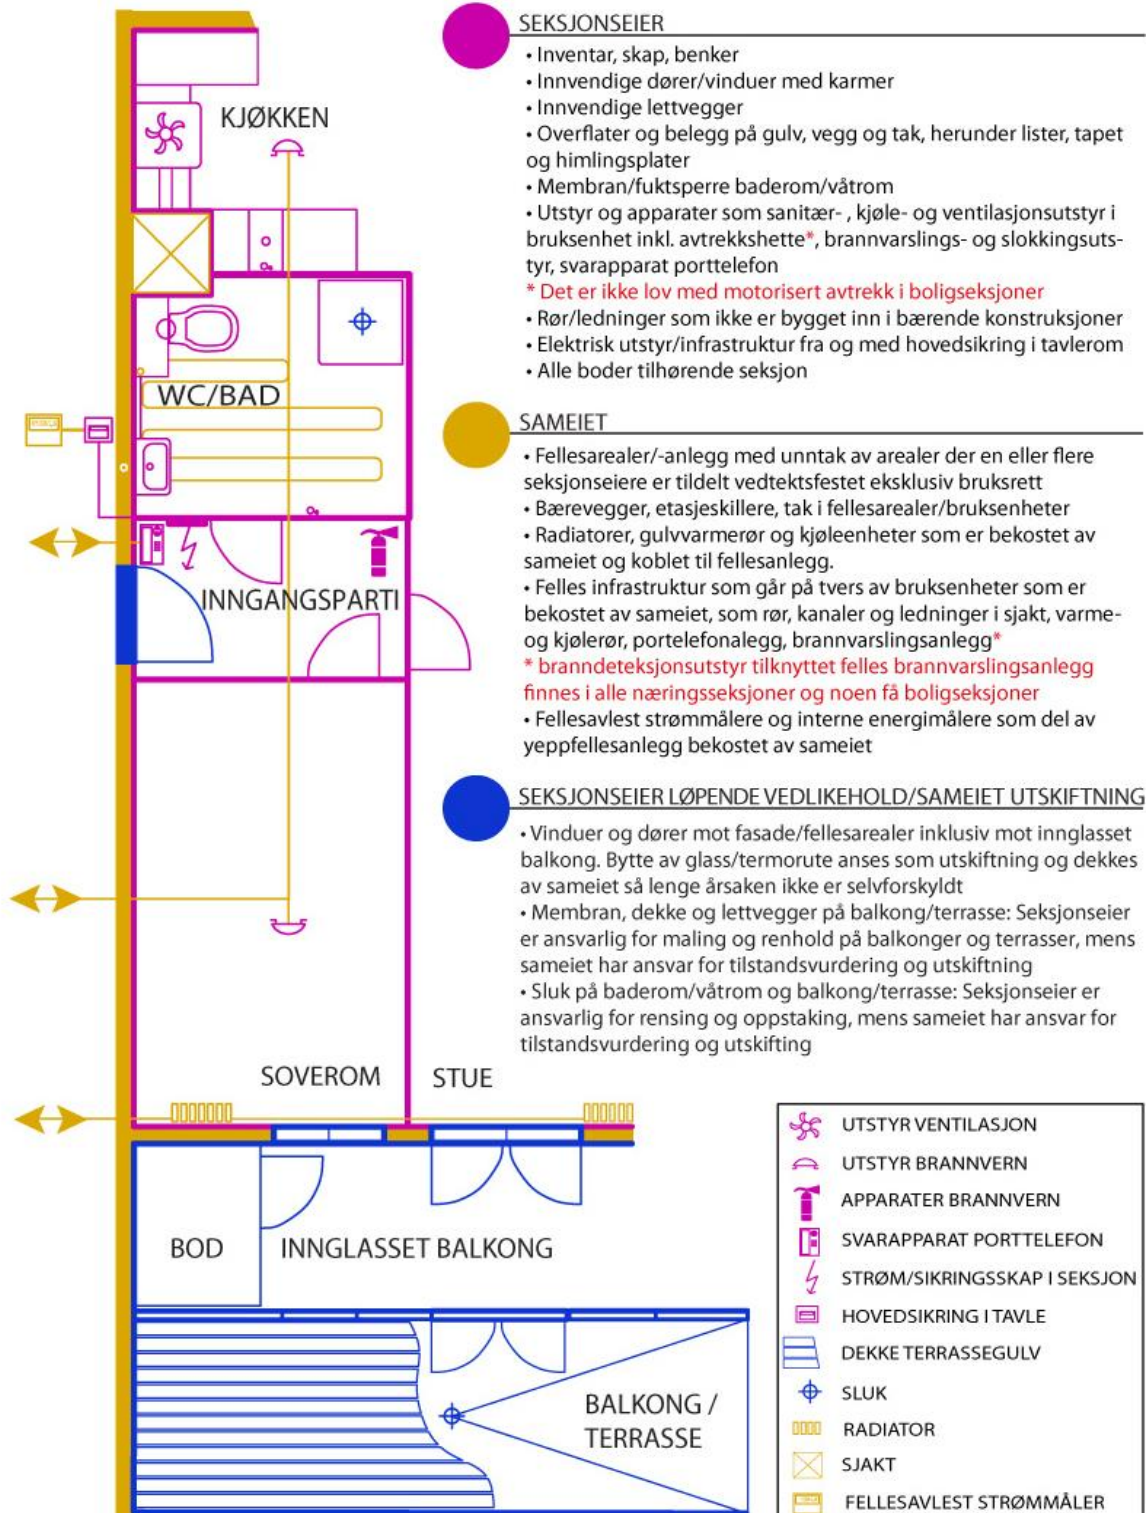 SEKSJONSEIER
• Inventar, skap, benker
• Innvendige dører/vinduer med karmer
• Innvendige lettvegger
• Overflater og belegg på gulv, vegg og tak, herunder lister, tapet
og himlingsplater
• Membran/fuktsperre baderom/våtrom
• Utstyr og apparater som sanitær- , kjøle- og ventilasjonsutstyr i
bruksenhet inkl. avtrekkshette*, brannvarslings- og slokkingsuts-
tyr, svarapparat porttelefon
* Det er ikke lov med motorisert avtrekk i boligseksjoner
• Rør/ledninger som ikke er bygget inn i bærende konstruksjoner
• Elektrisk utstyr/infrastruktur fra og med hovedsikring i tavlerom
• Alle boder tilhørende seksjon
SAMEIET
• Fellesarealer/-anlegg med unntak av arealer der en eller flere
seksjonseiere er tildelt vedtektsfestet eksklusiv bruksrett
• Bærevegger, etasjeskillere, tak i fellesarealer/bruksenheter
• Radiatorer, gulvvarmerør og kjøleenheter som er bekostet av
sameiet og koblet til fellesanlegg.
• Felles infrastruktur som går på tvers av bruksenheter som er
bekostet av sameiet, som rør, kanaler og ledninger i sjakt, varme-
og kjølerør, portelefonalegg, brannvarslingsanlegg*
* branndeteksjonsutstyr tilknyttet felles brannvarslingsanlegg
finnes i alle næringsseksjoner og noen få boligseksjoner
• Fellesavlest strømmålere og interne energimålere som del av
yeppfellesanlegg bekostet av sameiet
SEKSJONSEIER LØPENDE VEDLIKEHOLD/SAMEIET UTSKIFTNING
• Vinduer og dører mot fasade/fellesarealer inklusiv mot innglasset
balkong. Bytte av glass/termorute anses som utskiftning og dekkes
av sameiet så lenge årsaken ikke er selvforskyldt
• Membran, dekke og lettvegger på balkong/terrasse: Seksjonseier
er ansvarlig for maling og renhold på balkonger og terrasser, mens
sameiet har ansvar for tilstandsvurdering og utskiftning
• Sluk på baderom/våtrom og balkong/terrasse: Seksjonseier er
ansvarlig for rensing og oppstaking, mens sameiet har ansvar for
tilstandsvurdering og utskifting
KJØKKEN
WC/BAD
INNGANGSPARTI
SOVEROM
STUE
BOD
INNGLASSET BALKONG
BALKONG /
TERRASSE
UTSTYR VENTILASJON
UTSTYR BRANNVERN
APPARATER BRANNVERN
SVARAPPARAT PORTTELEFON
STRØM/SIKRINGSSKAP I SEKSJON
HOVEDSIKRING I TAVLE
DEKKE TERRASSEGULV
SLUK
RADIATOR
SJAKT
FELLESAVLEST STRØMMÅLER